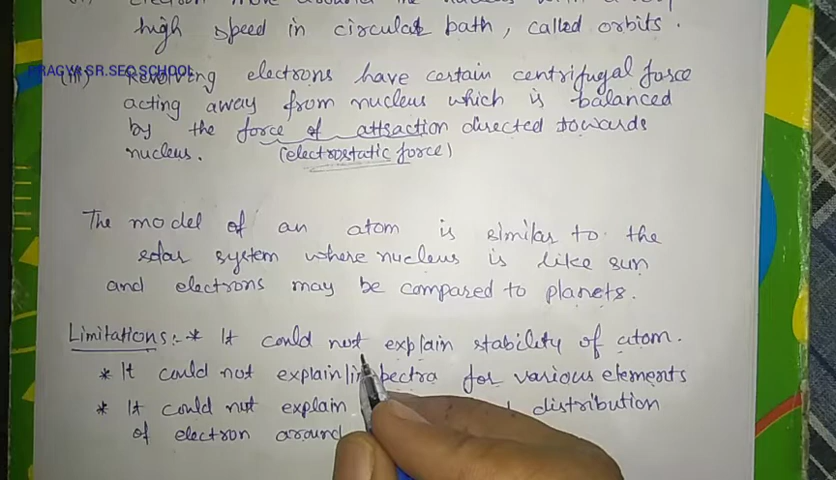 high speed in circular path, called orbits.
PRAGYA SR.SEC.SCHOOL
(iii) Revolving electrons have certain centrifugal force
acting away from nucleus which is balanced
by the force of attraction directed towards
nucleus. (electrostatic force)
The model of an atom is similar to the
solar system where nucleus is like sun
and electrons may be compared to planets.
Limitations:- * It could not explain stability of atom.
* It could not explain spectra for various elements
* It could not explain distribution
of electron around